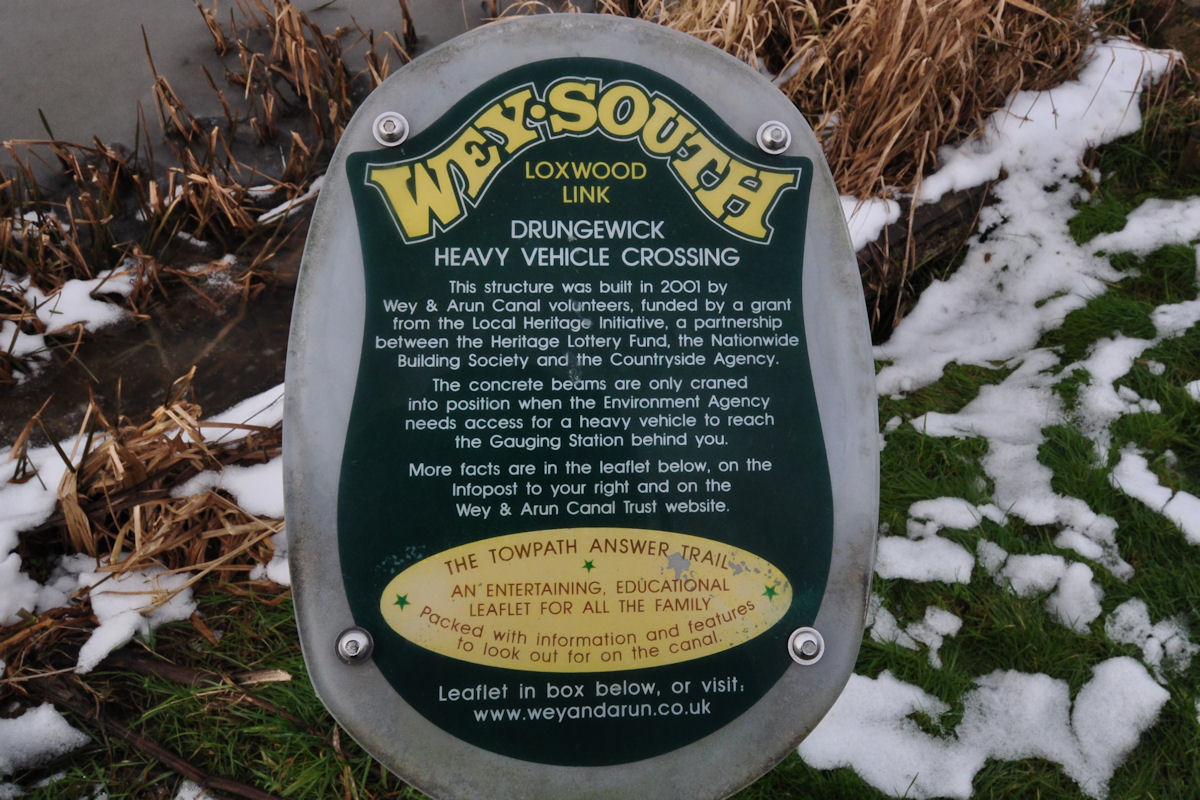 WEY·SOUTH
LOXWOOD
LINK
DRUNGEWICK
HEAVY VEHICLE CROSSING
This structure was built in 2001 by
Wey & Arun Canal volunteers, funded by a grant
from the Local Heritage Initiative, a partnership
between the Heritage Lottery Fund, the Nationwide
Building Society and the Countryside Agency.
The concrete beams are only craned
into position when the Environment Agency
needs access for a heavy vehicle to reach
the Gauging Station behind you.
More facts are in the leaflet below, on the
Infopost to your right and on the
Wey & Arun Canal Trust website.
THE TOWPATH ANSWER TRAIL
AN ENTERTAINING, EDUCATIONAL
LEAFLET FOR ALL THE FAMILY
Packed with information and features
to look out for on the canal.
Leaflet in box below, or visit:
www.weyandarun.co.uk